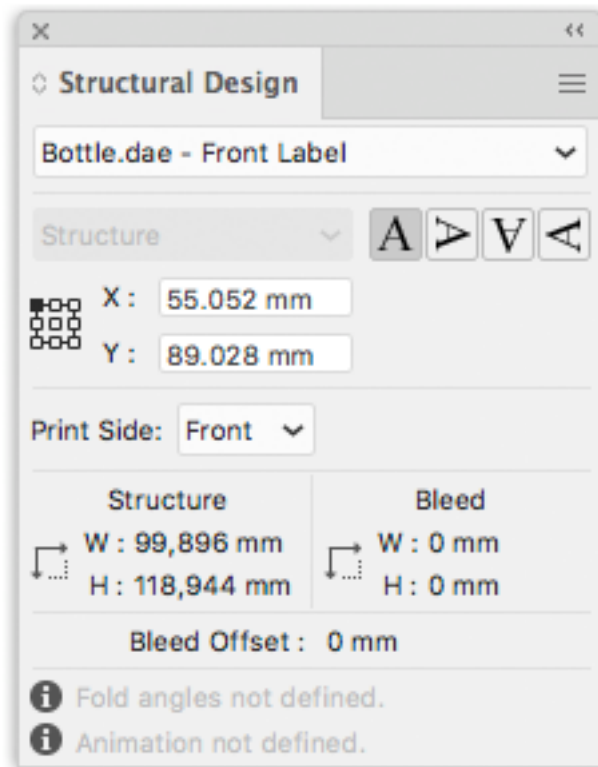 Structural Design
Bottle.dae - Front Label
Structure A A A A
X : 55.052 mm
Y : 89.028 mm
Print Side: Front
Structure
W : 99,896 mm
H : 118,944 mm
Bleed
W : 0 mm
H : 0 mm
Bleed Offset : 0 mm
Fold angles not defined.
Animation not defined.